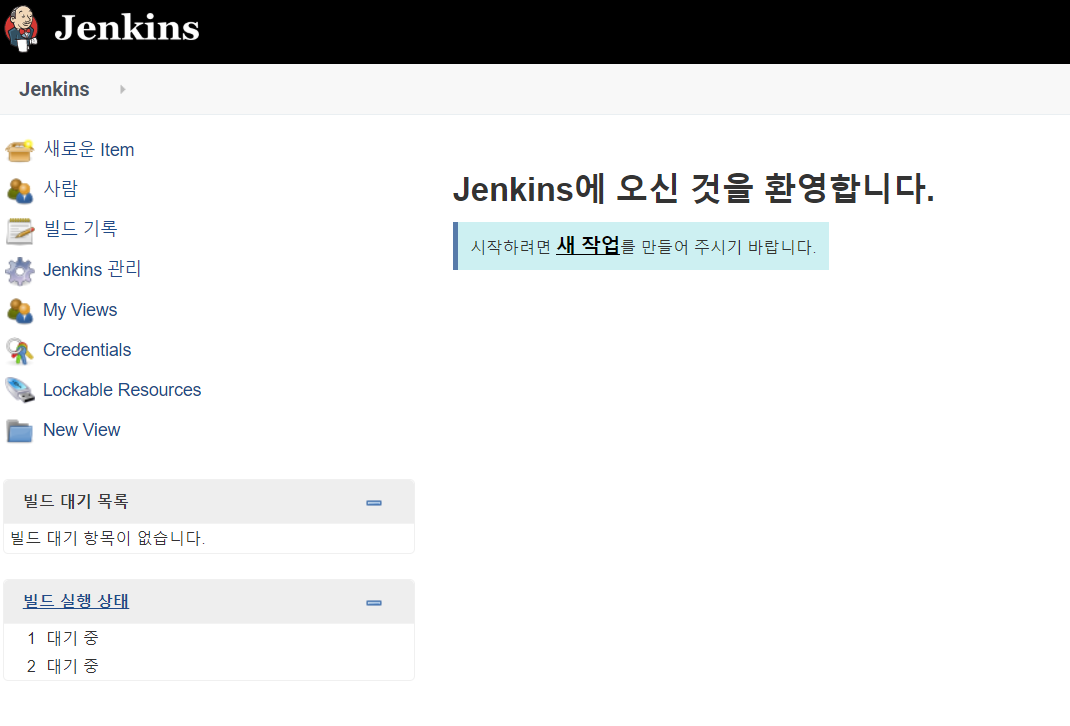 Jenkins
Jenkins
새로운 Item
사람
빌드 기록
Jenkins 관리
My Views
Credentials
Lockable Resources
New View
빌드 대기 목록
빌드 대기 항목이 없습니다.
빌드 실행 상태
1 대기 중
2 대기 중
Jenkins에 오신 것을 환영합니다.
시작하려면 새 작업를 만들어 주시기 바랍니다.